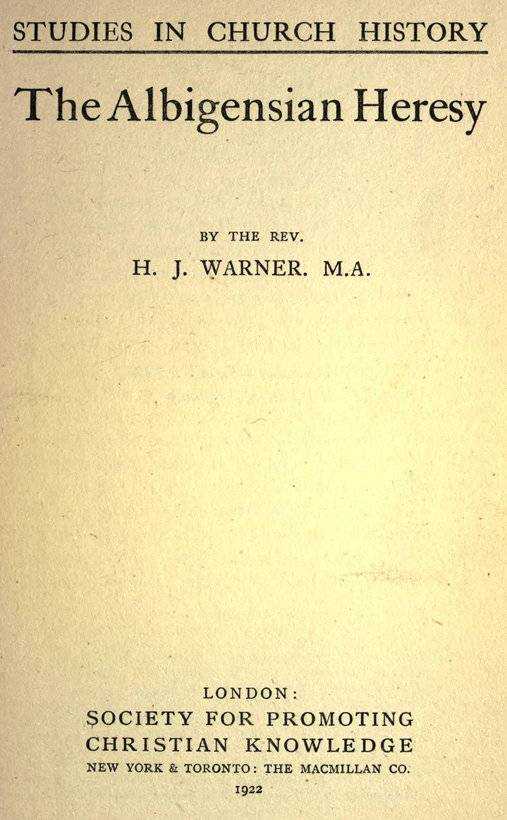 STUDIES IN CHURCH HISTORY
The Albigensian Heresy
BY THE REV.
H. J. WARNER. M.A.
LONDON:
SOCIETY FOR PROMOTING
CHRISTIAN KNOWLEDGE
NEW YORK & TORONTO: THE MACMILLAN CO.
1922